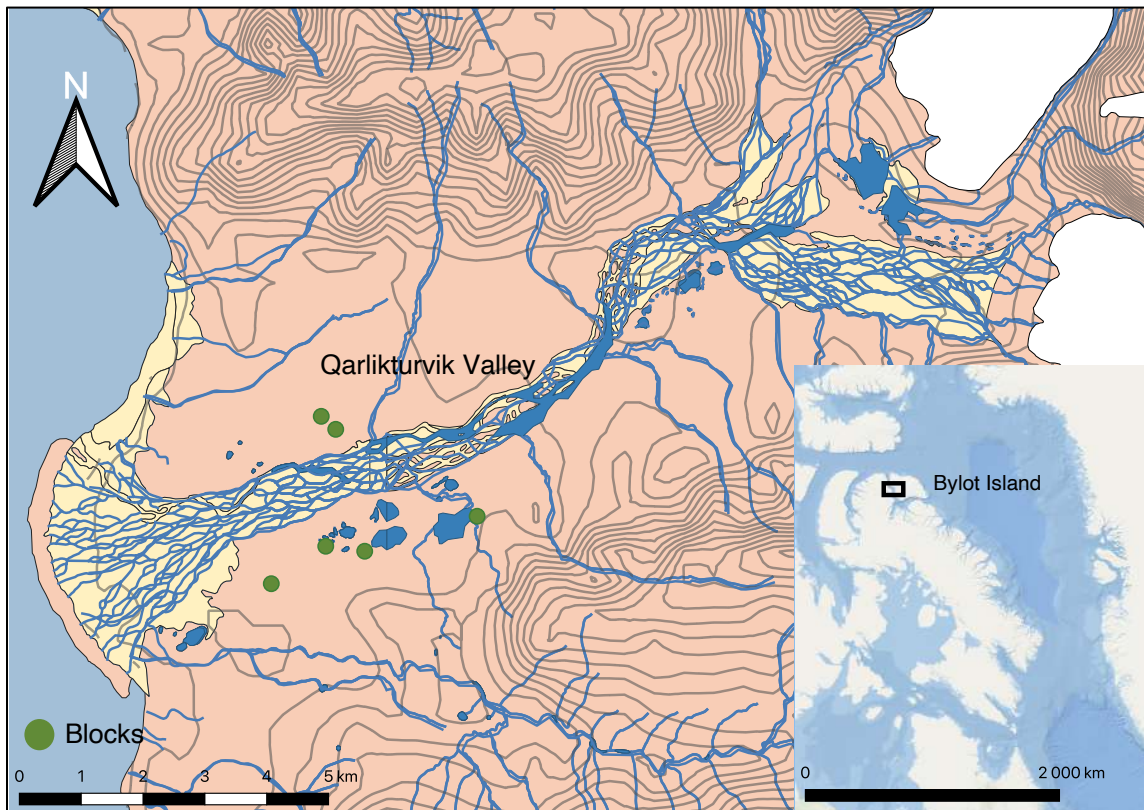 N
Qarlikturvik Valley
Bylot Island
Blocks
0 1 2 3 4 5 km
0 2 000 km